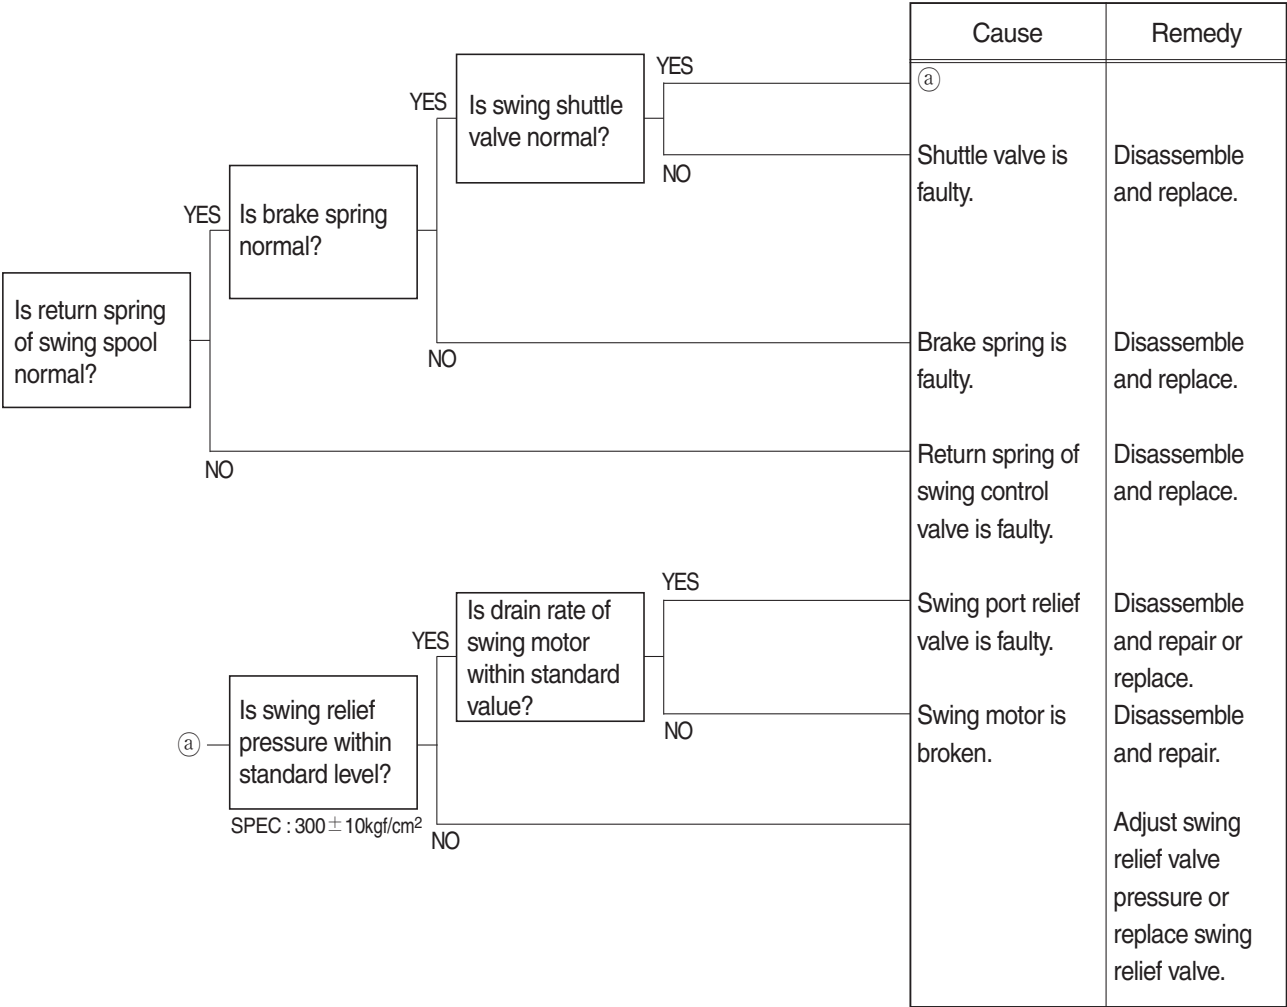 Cause
Remedy
YES
ⓐ
YES
Is swing shuttle
valve normal?
NO
Shuttle valve is
faulty.
Disassemble
and replace.
YES
Is brake spring
normal?
NO
Brake spring is
faulty.
Disassemble
and replace.
Is return spring
of swing spool
normal?
NO
Return spring of
swing control
valve is faulty.
Disassemble
and replace.
YES
Swing port relief
valve is faulty.
Disassemble
and repair or
replace.
YES
Is drain rate of
swing motor
within standard
value?
NO
Swing motor is
broken.
Disassemble
and repair.
ⓐ
Is swing relief
pressure within
standard level?
SPEC : 300±10kgf/cm²
NO
Adjust swing
relief valve
pressure or
replace swing
relief valve.